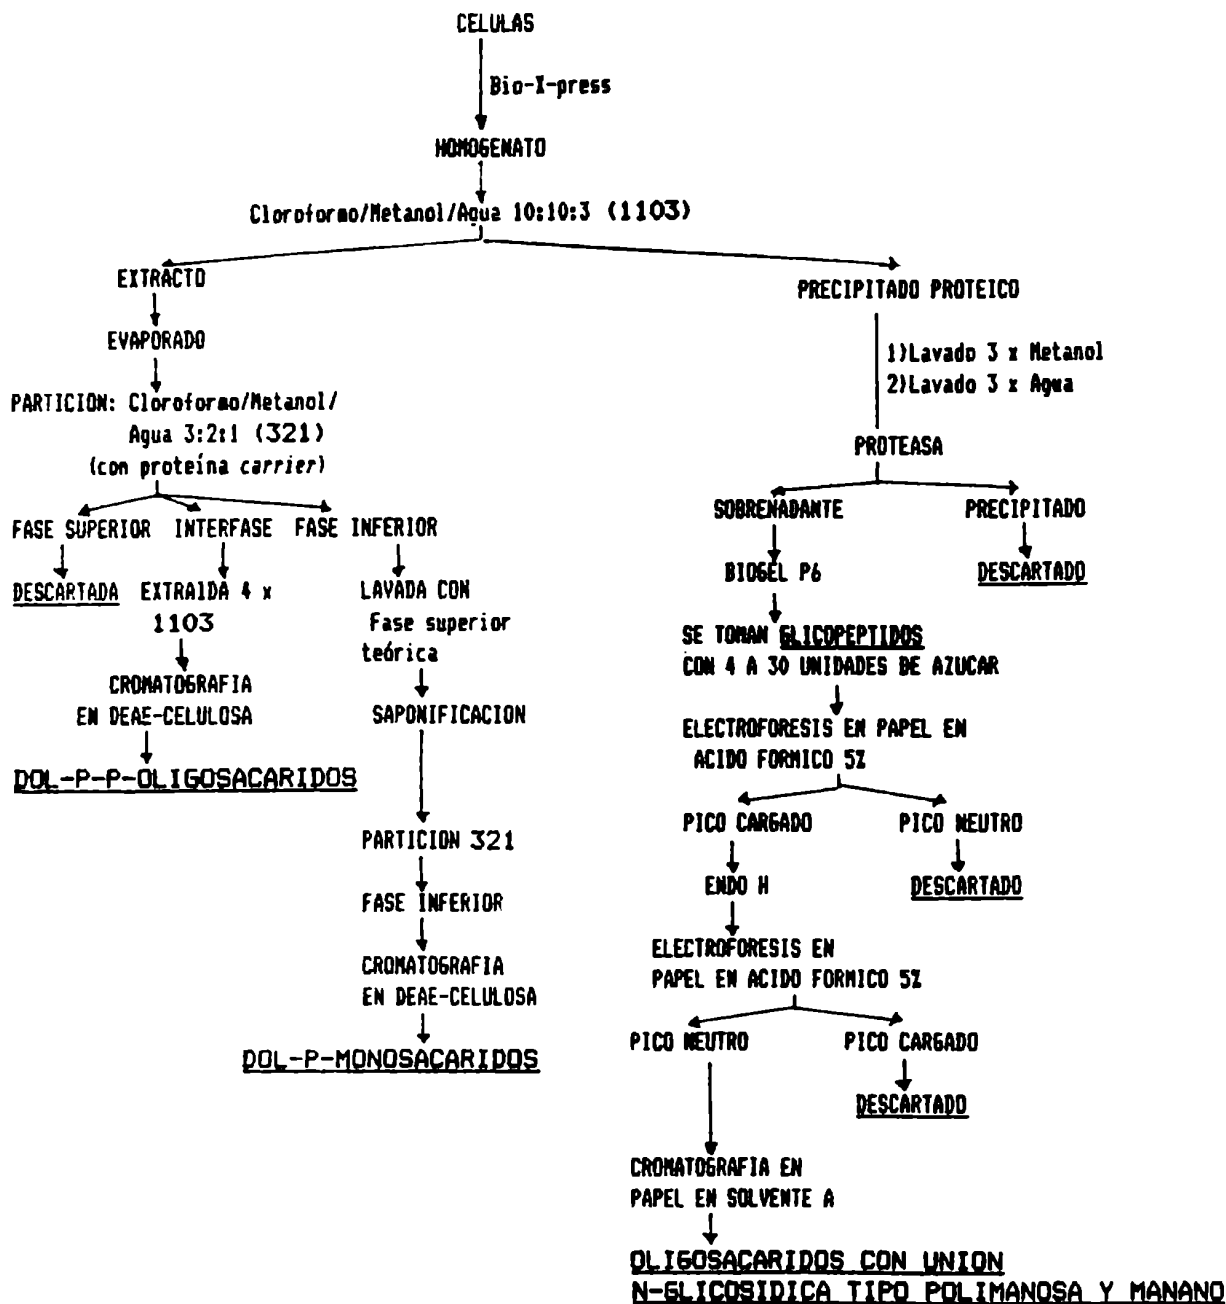 CELULAS
Bio-X-press
HOMOGENATO
Cloroformo/Metanol/Agua 10:10:3 (1103)
EXTRACTO
EVAPORADO
PARTICION: Cloroformo/Metanol/
Agua 3:2:1 (321)
(con proteína carrier)
FASE SUPERIOR INTERFASE FASE INFERIOR
DESCARTADA EXTRAIDA 4 x
1103
CROMATOGRAFIA
EN DEAE-CELULOSA
DOL-P-P-OLIGOSACARIDOS
LAVADA CON
Fase superior
teórica
SAPONIFICACION
PARTICION 321
FASE INFERIOR
CROMATOGRAFIA
EN DEAE-CELULOSA
DOL-P-MONOSACARIDOS
PRECIPITADO PROTEICO
1)Lavado 3 x Metanol
2)Lavado 3 x Agua
PROTEASA
SOBRENADANTE PRECIPITADO
BIOGEL P6 DESCARTADO
SE TOMAN GLICOPEPTIDOS
CON 4 A 30 UNIDADES DE AZUCAR
ELECTROFORESIS EN PAPEL EN
ACIDO FORMICO 5%
PICO CARGADO PICO NEUTRO
ENDO H DESCARTADO
ELECTROFORESIS EN
PAPEL EN ACIDO FORMICO 5%
PICO NEUTRO PICO CARGADO
DESCARTADO
CROMATOGRAFIA EN
PAPEL EN SOLVENTE A
OLIGOSACARIDOS CON UNION
N-GLICOSIDICA TIPO POLIMANOSA Y MANANO